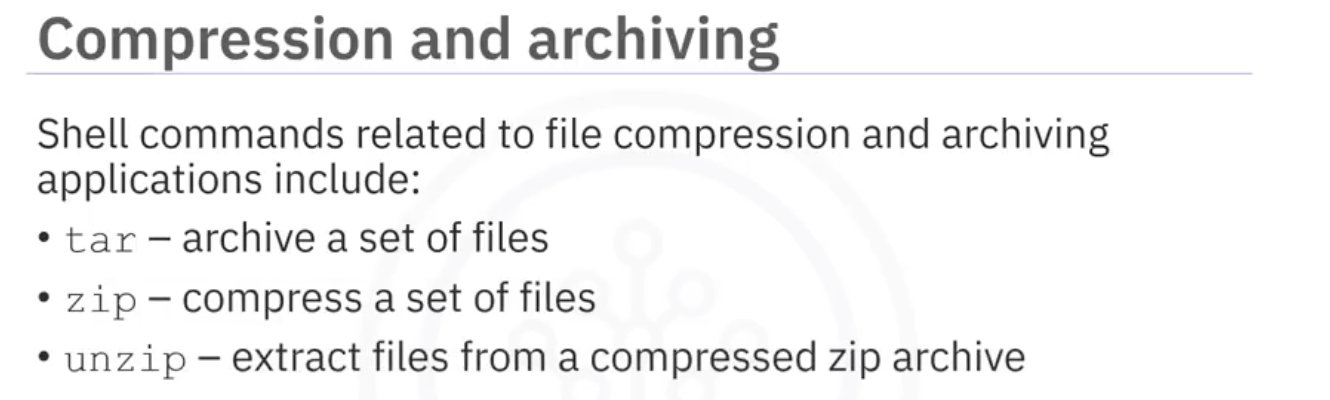 Compression and archiving
Shell commands related to file compression and archiving
applications include:
• tar – archive a set of files
• zip – compress a set of files
• unzip – extract files from a compressed zip archive